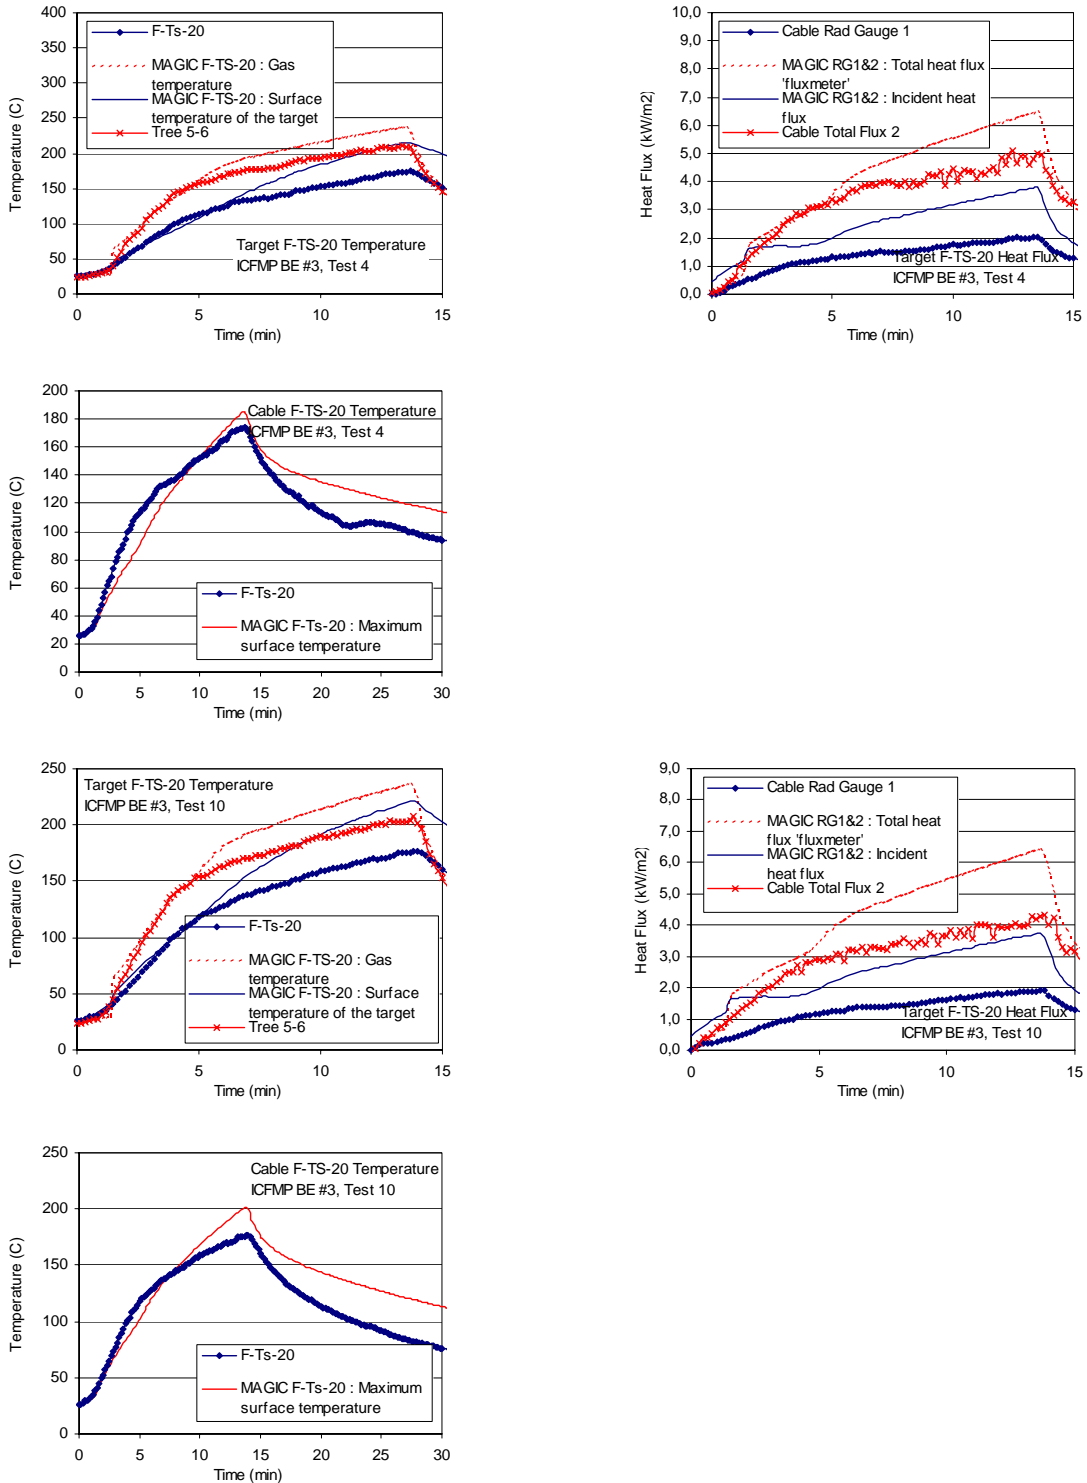 400
350
300
250
200
150
100
50
0
Temperature (C)
F-Ts-20
MAGIC F-TS-20 : Gas
temperature
MAGIC F-TS-20 : Surface
temperature of the target
Tree 5-6
Target F-TS-20 Temperature
ICFMP BE #3, Test 4
0
5
10
15
Time (min)
10,0
9,0
8,0
7,0
6,0
5,0
4,0
3,0
2,0
1,0
0,0
Heat Flux (kW/m2)
Cable Rad Gauge 1
MAGIC RG1&2 : Total heat flux
'fluxmeter'
MAGIC RG1&2 : Incident heat
flux
Cable Total Flux 2
Target F-TS-20 Heat Flux
ICFMP BE #3, Test 4
0
5
10
15
Time (min)
200
180
160
140
120
100
80
60
40
20
0
Temperature (C)
Cable F-TS-20 Temperature
ICFMP BE #3, Test 4
F-Ts-20
MAGIC F-Ts-20 : Maximum
surface temperature
0
5
10
15
20
25
30
Time (min)
250
200
150
100
50
0
Temperature (C)
Target F-TS-20 Temperature
ICFMP BE #3, Test 10
F-Ts-20
MAGIC F-TS-20 : Gas
temperature
MAGIC F-TS-20 : Surface
temperature of the target
Tree 5-6
0
5
10
15
Time (min)
9,0
8,0
7,0
6,0
5,0
4,0
3,0
2,0
1,0
0,0
Heat Flux (kW/m2)
Cable Rad Gauge 1
MAGIC RG1&2 : Total heat
flux 'fluxmeter'
MAGIC RG1&2 : Incident
heat flux
Cable Total Flux 2
Target F-TS-20 Heat Flux
ICFMP BE #3, Test 10
0
5
10
15
Time (min)
250
200
150
100
50
0
Temperature (C)
Cable F-TS-20 Temperature
ICFMP BE #3, Test 10
F-Ts-20
MAGIC F-Ts-20 : Maximum
surface temperature
0
5
10
15
20
25
30
Time (min)